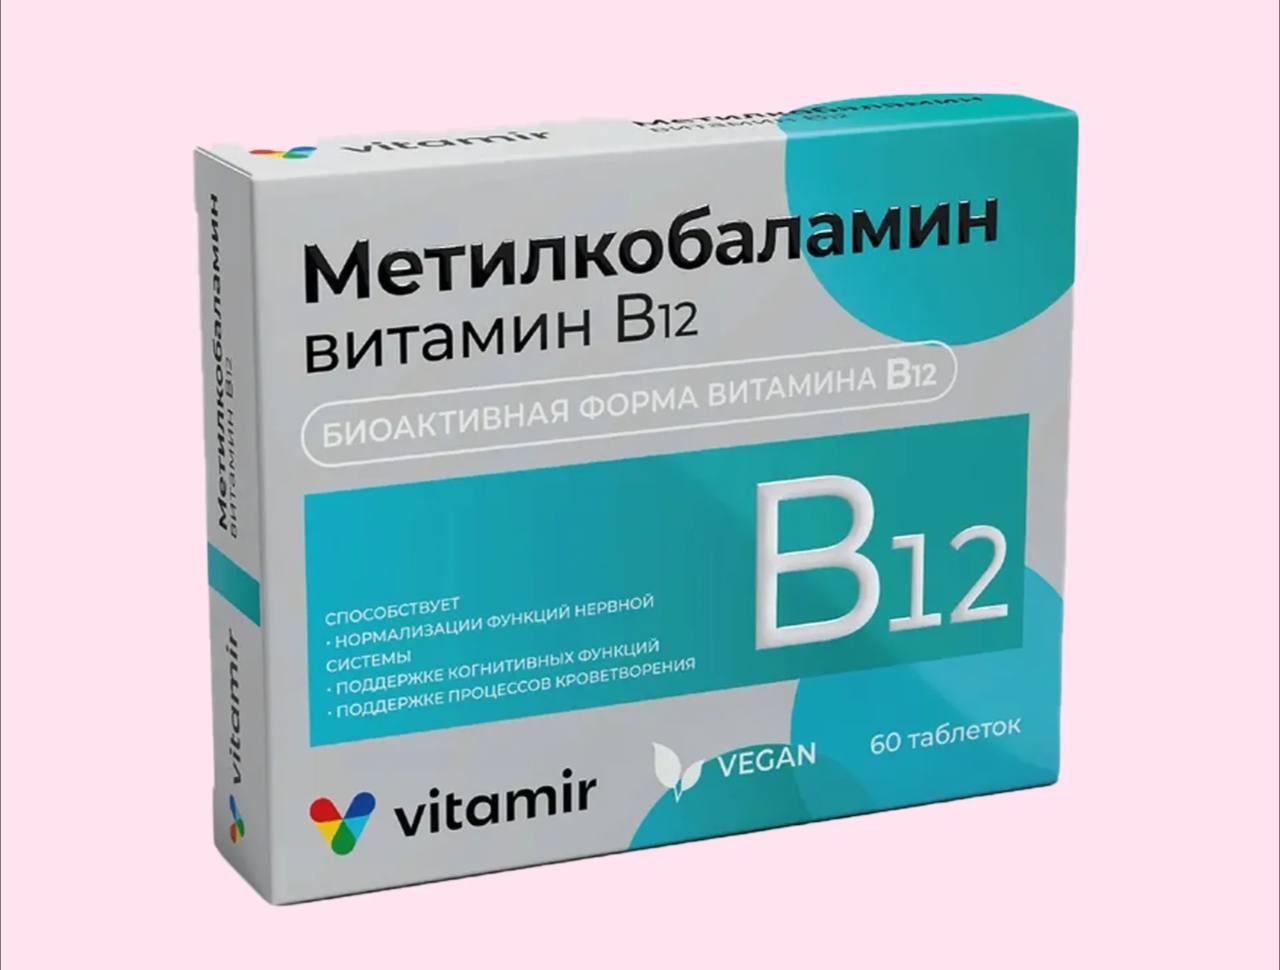 vitamir
Метилкобаламин
витамин B12
Метилкобаламин
витамин B12
БИОАКТИВНАЯ ФОРМА ВИТАМИНА B12
B12
СПОСОБСТВУЕТ
· НОРМАЛИЗАЦИИ ФУНКЦИЙ НЕРВНОЙ
СИСТЕМЫ
· ПОДДЕРЖКЕ КОГНИТИВНЫХ ФУНКЦИЙ
· ПОДДЕРЖКЕ ПРОЦЕССОВ КРОВЕТВОРЕНИЯ
60 таблеток
VEGAN
vitamir
Метилкобаламин
витамин B12
vitamir